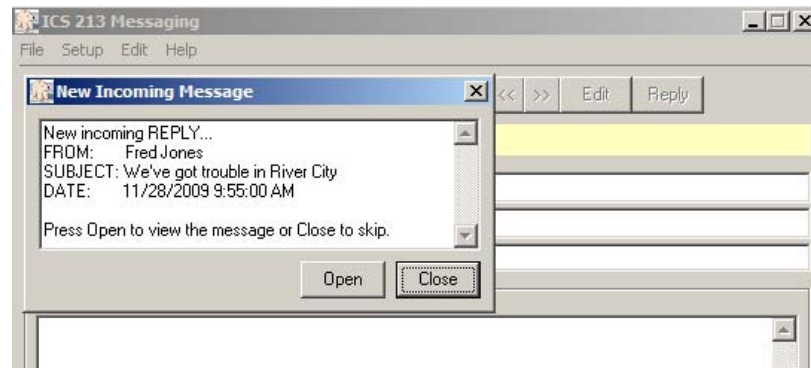 ICS 213 Messaging
File Setup Edit Help
New Incoming Message
<< >> Edit Reply
New incoming REPLY...
FROM: Fred Jones
SUBJECT: We've got trouble in River City
DATE: 11/28/2009 9:55:00 AM
Press Open to view the message or Close to skip.
Open Close